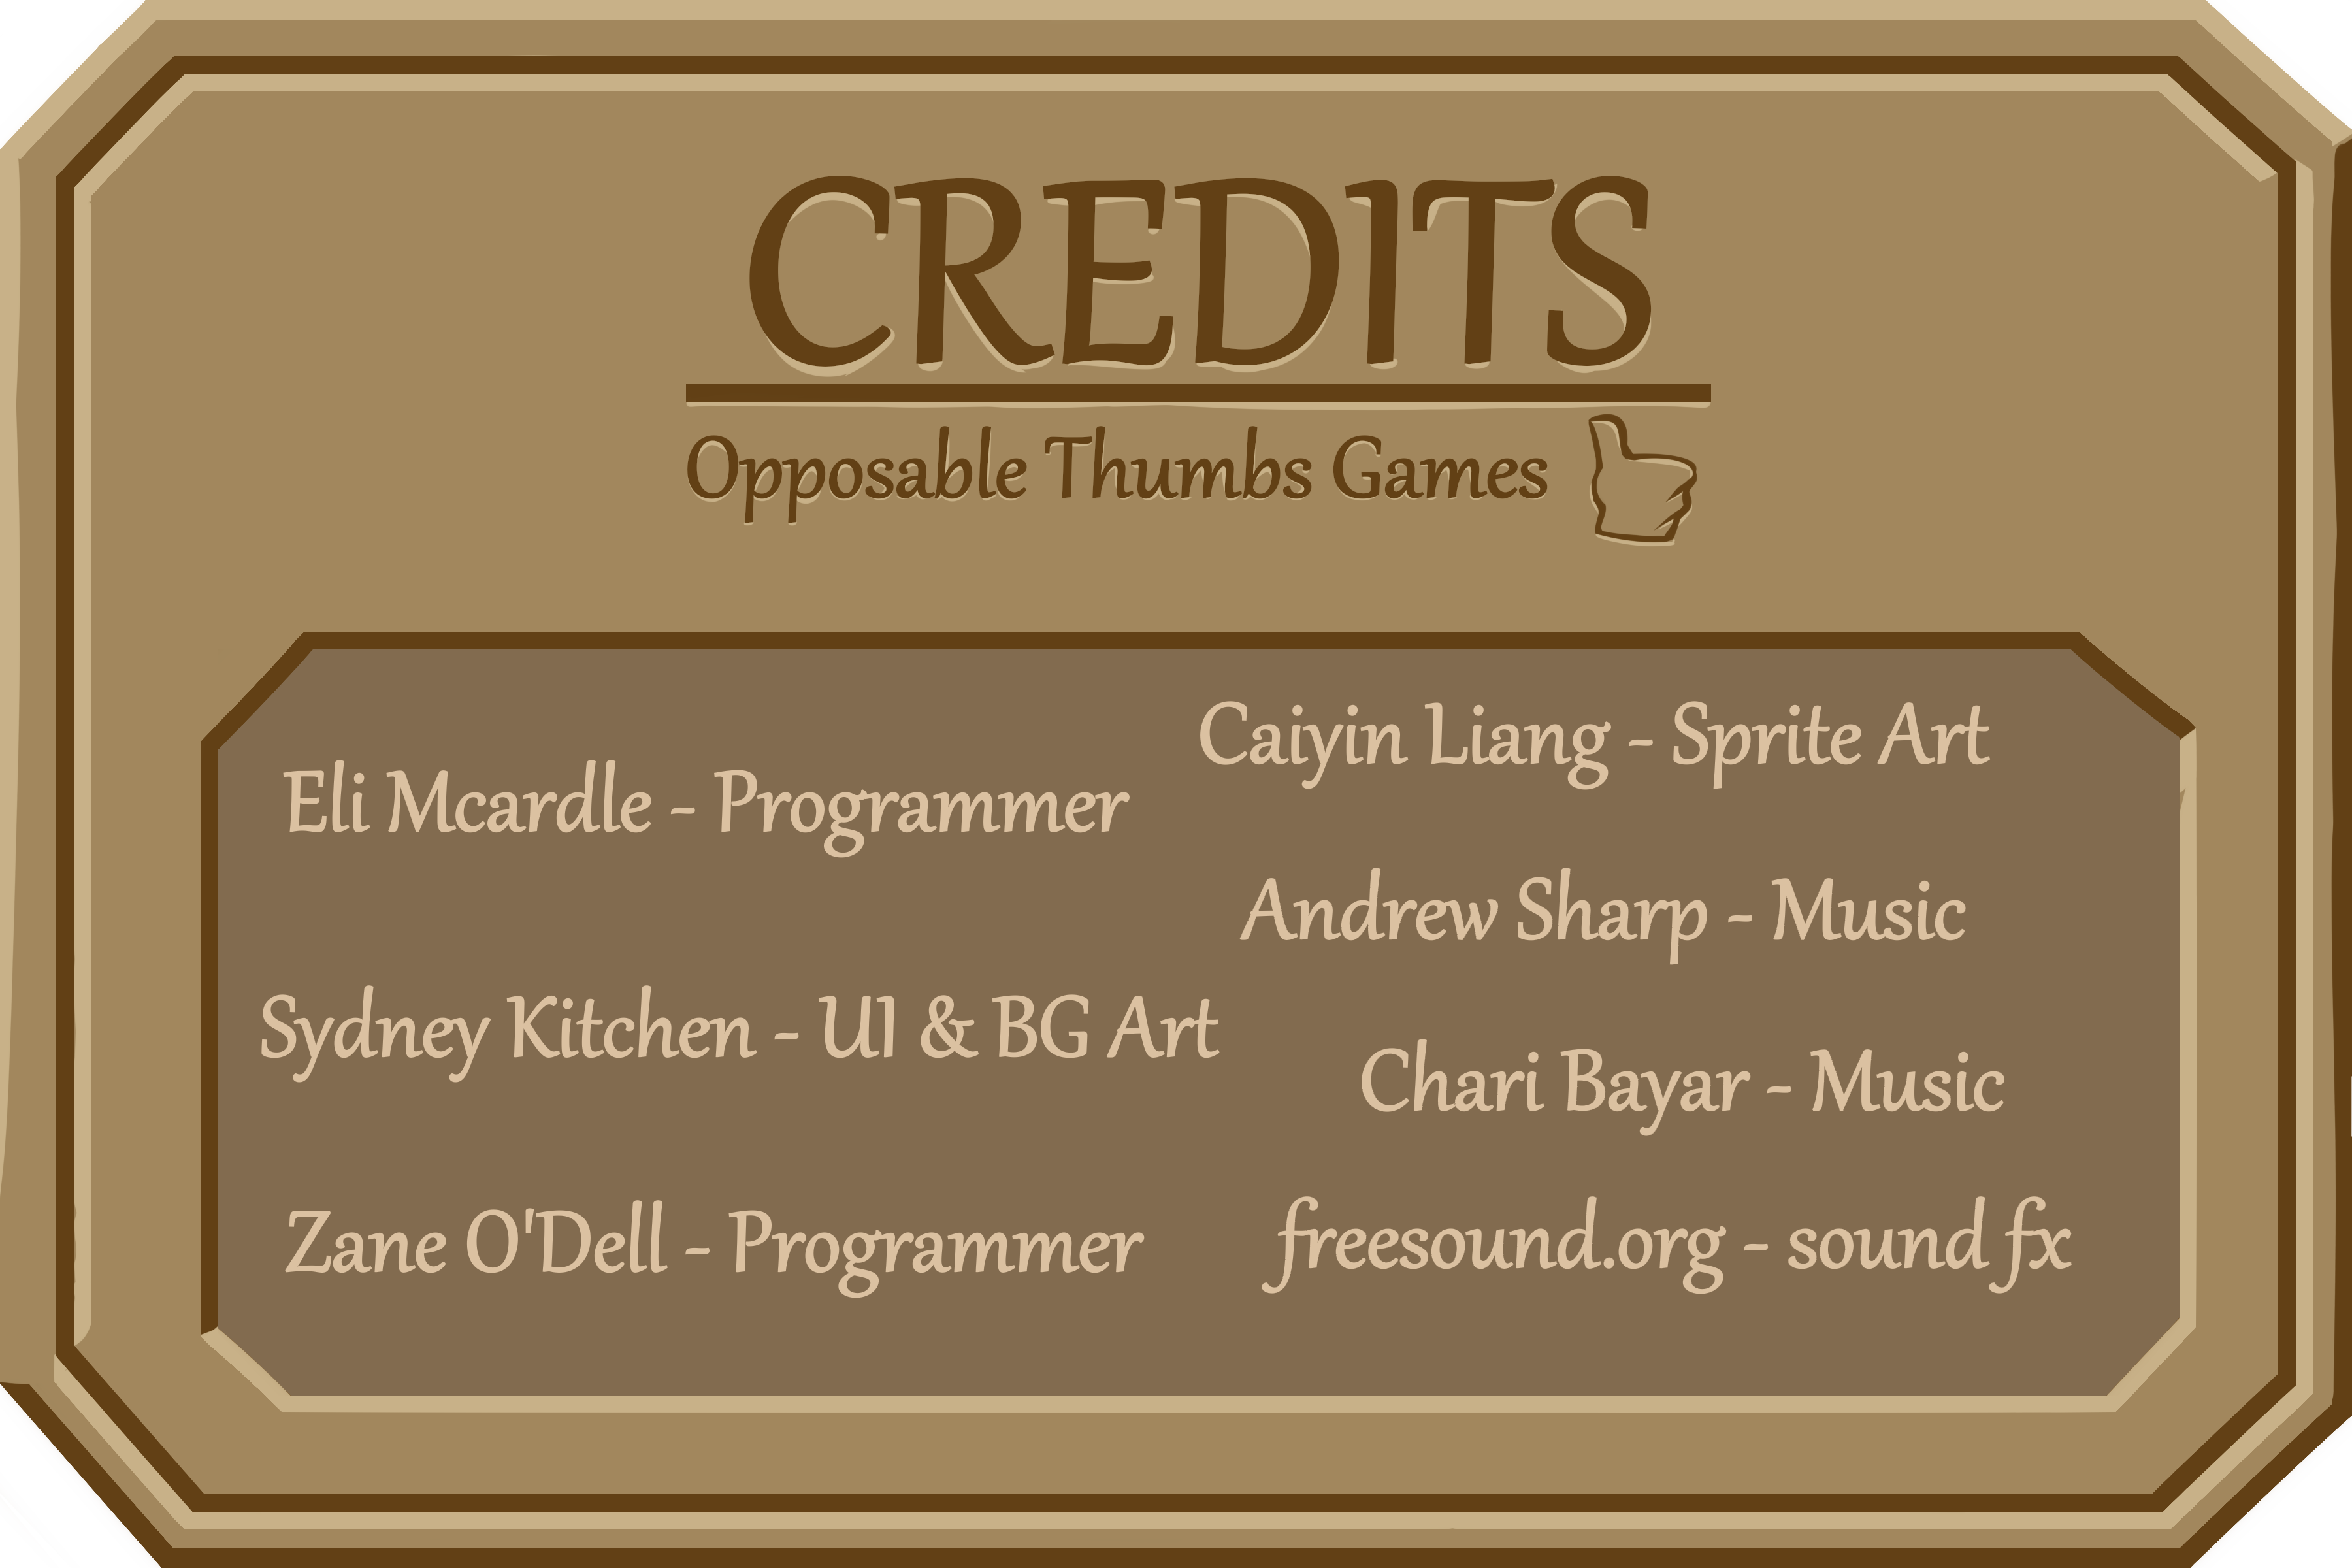 CREDITS
Opposable Thumbs Games
Eli Mcardle - Programmer
Sydney Kitchen - UI & BG Art
Zane O'Dell - Programmer
Caiyin Liang - Sprite Art
Andrew Sharp - Music
Chari Bayar - Music
freesound.org - sound fx